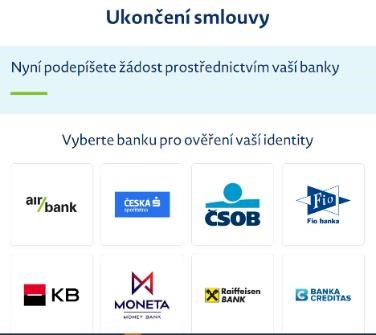 Ukončení smlouvy
Nyní podepíšete žádost prostřednictvím vaší banky
Vyberte banku pro ověření vaší identity
air bank
ČESKÁ spořitelna
ČSOB
Fio
Fio banka
KB
MONETA
MONEY BANK
Raiffeisen
BANK
BANKA
CREDITAS